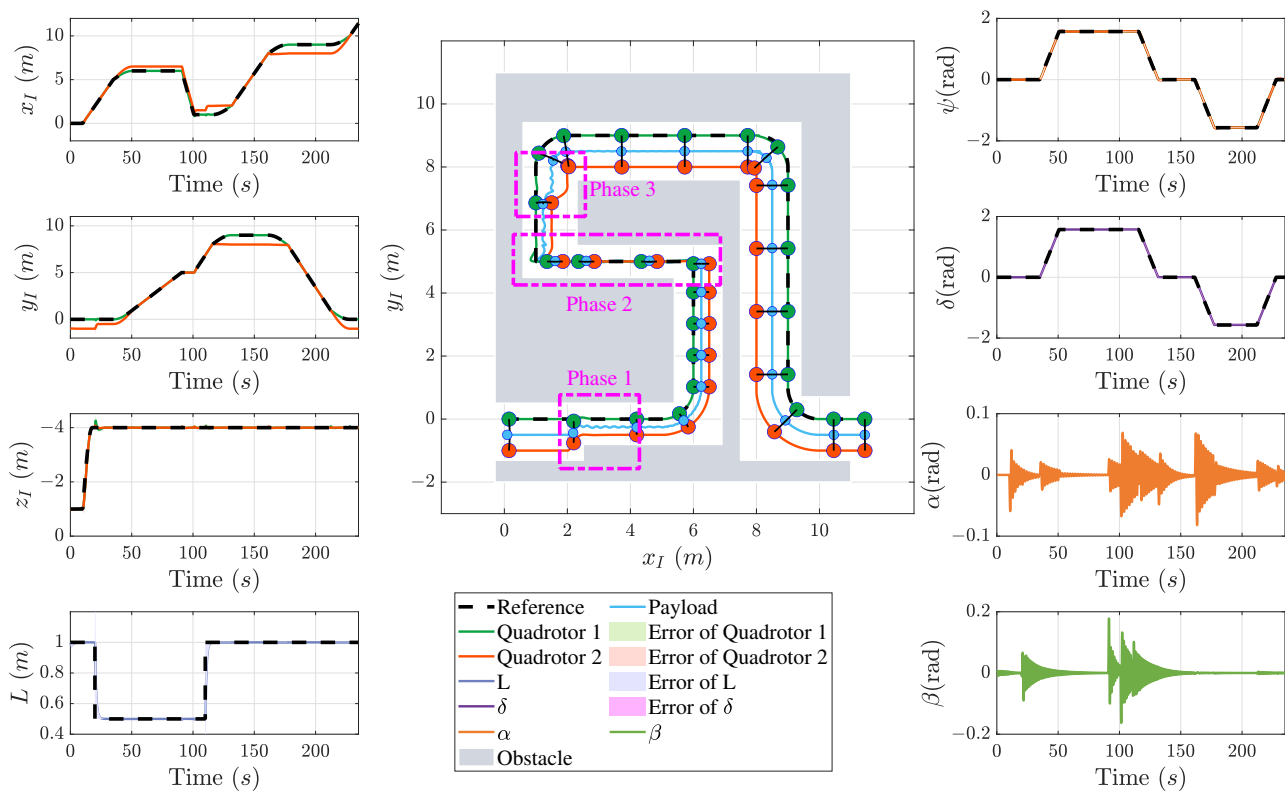 10
5
0
x_I (m)
0 50 100 150 200
Time (s)
10
5
0
y_I (m)
0 50 100 150 200
Time (s)
−4
−2
0
z_I (m)
0 50 100 150 200
Time (s)
1
0.8
0.6
0.4
L (m)
0 50 100 150 200
Time (s)
10
8
6
4
2
0
−2
y_I (m)
Phase 3
Phase 2
Phase 1
0 2 4 6 8 10
x_I (m)
Reference
Quadrotor 1
Quadrotor 2
L
δ
α
Obstacle
Payload
Error of Quadrotor 1
Error of Quadrotor 2
Error of L
Error of δ
β
2
0
−2
ψ(rad)
0 50 100 150 200
Time (s)
2
0
−2
δ(rad)
0 50 100 150 200
Time (s)
0.1
0
−0.1
α(rad)
0 50 100 150 200
Time (s)
0.2
0
−0.2
β(rad)
0 50 100 150 200
Time (s)